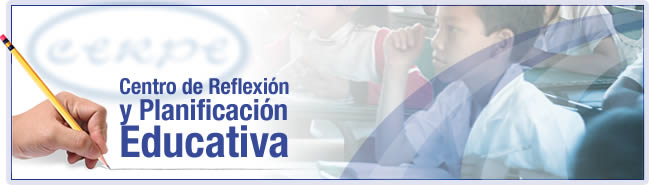 cerpe
Centro de Reflexión
y Planificación
Educativa